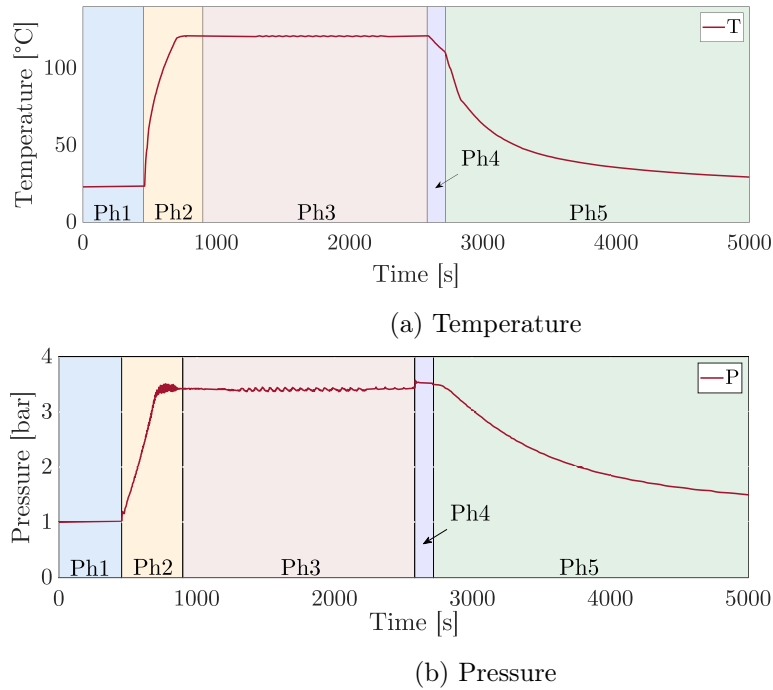 Temperature [°C]
100
50
0
T
Ph1
Ph2
Ph3
Ph4
Ph5
0
1000
2000
3000
4000
5000
Time [s]
(a) Temperature
Pressure [bar]
4
3
2
1
0
P
Ph1
Ph2
Ph3
Ph4
Ph5
0
1000
2000
3000
4000
5000
Time [s]
(b) Pressure